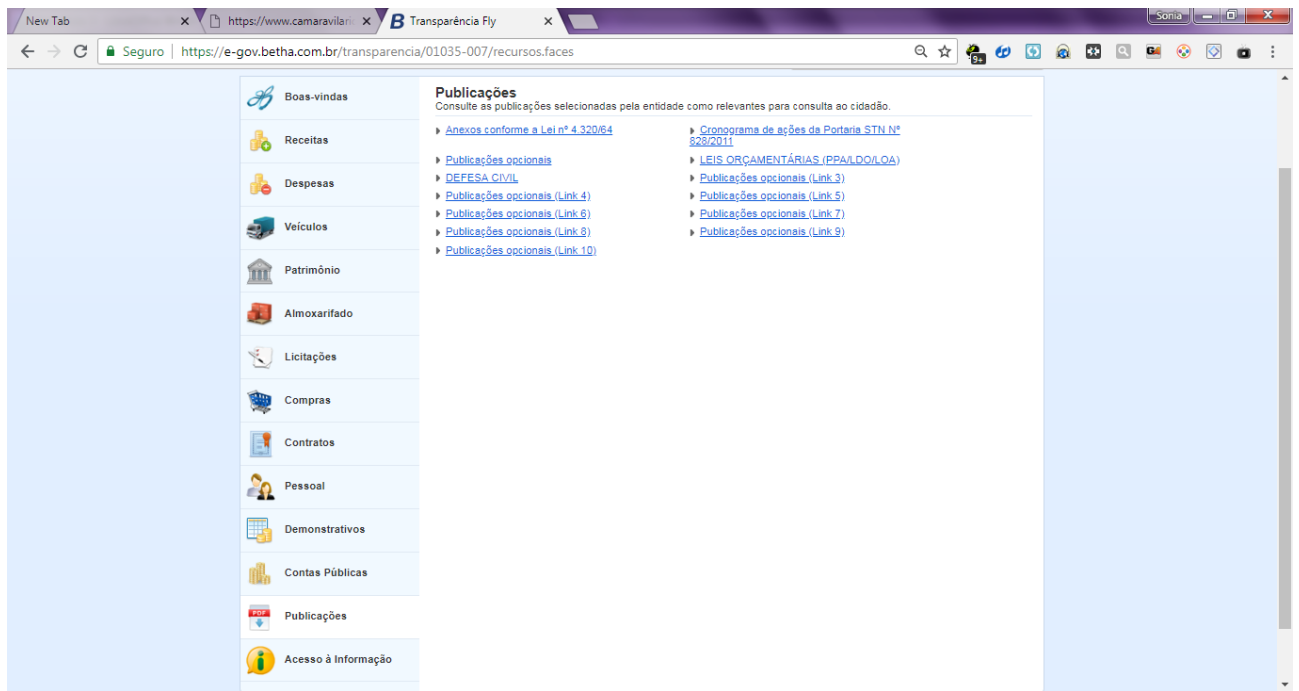 New Tab
https://www.camaravilari
B Transparência Fly
Sonia
Seguro | https://e-gov.betha.com.br/transparencia/01035-007/recursos.faces
9+
Boas-vindas
Receitas
Despesas
Veículos
Patrimônio
Almoxarifado
Licitações
Compras
Contratos
Pessoal
Demonstrativos
Contas Públicas
PDF
Publicações
Acesso à Informação
Publicações
Consulte as publicações selecionadas pela entidade como relevantes para consulta ao cidadão.
Anexos conforme a Lei nº 4.320/64
Cronograma de ações da Portaria STN Nº
828/2011
Publicações opcionais
LEIS ORÇAMENTÁRIAS (PPA/LDO/LOA)
DEFESA CIVIL
Publicações opcionais (Link 3)
Publicações opcionais (Link 4)
Publicações opcionais (Link 5)
Publicações opcionais (Link 6)
Publicações opcionais (Link 7)
Publicações opcionais (Link 8)
Publicações opcionais (Link 9)
Publicações opcionais (Link 10)